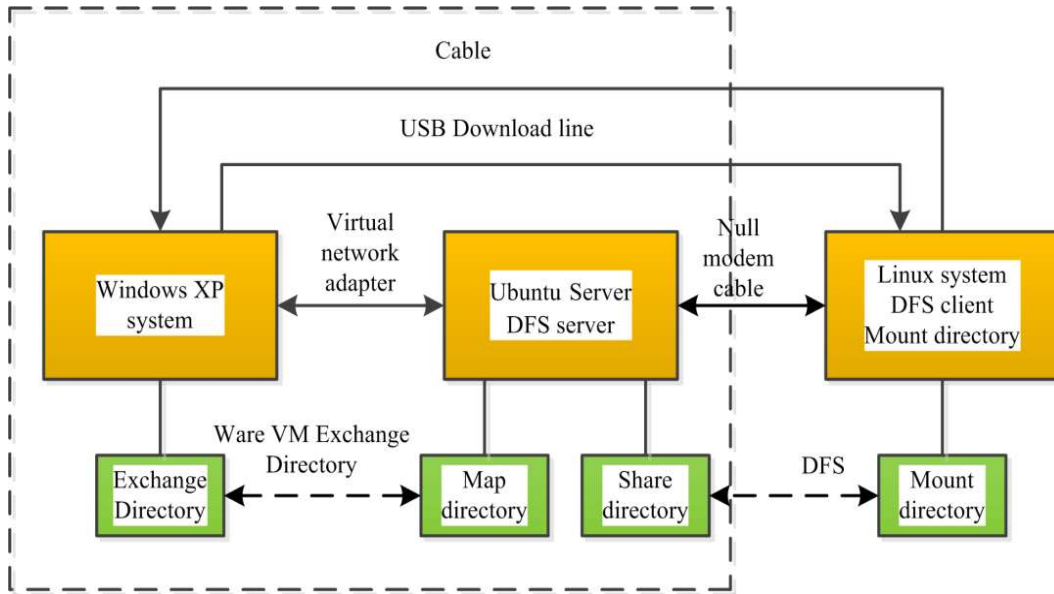 Cable
USB Download line
Virtual
network
adapter
Null
modem
cable
Windows XP
system
Ubuntu Server
DFS server
Linux system
DFS client
Mount directory
Ware VM Exchange
Directory
DFS
Exchange
Directory
Map
directory
Share
directory
Mount
directory